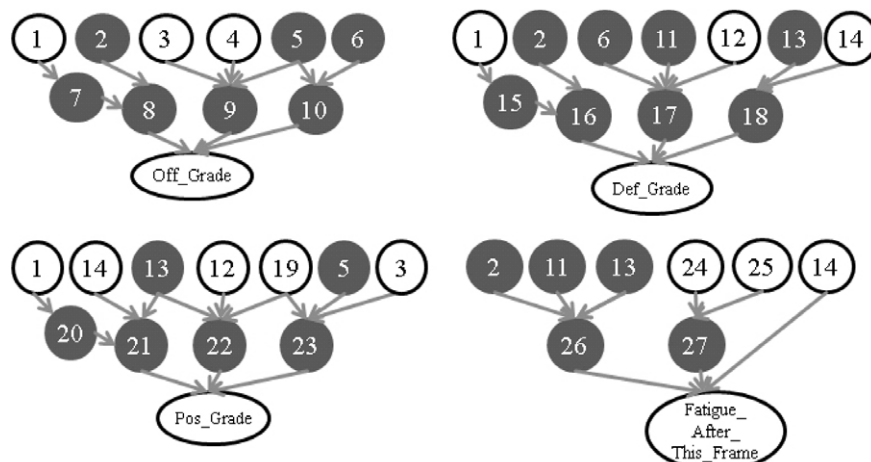 1 2 3 4 5 6
7 8 9 10
Off_Grade
1 2 6 11 12 13 14
15 16 17 18
Def_Grade
1 14 13 12 19 5 3
20 21 22 23
Pos_Grade
2 11 13 24 25 14
26 27
Fatigue_
After_
This_Frame